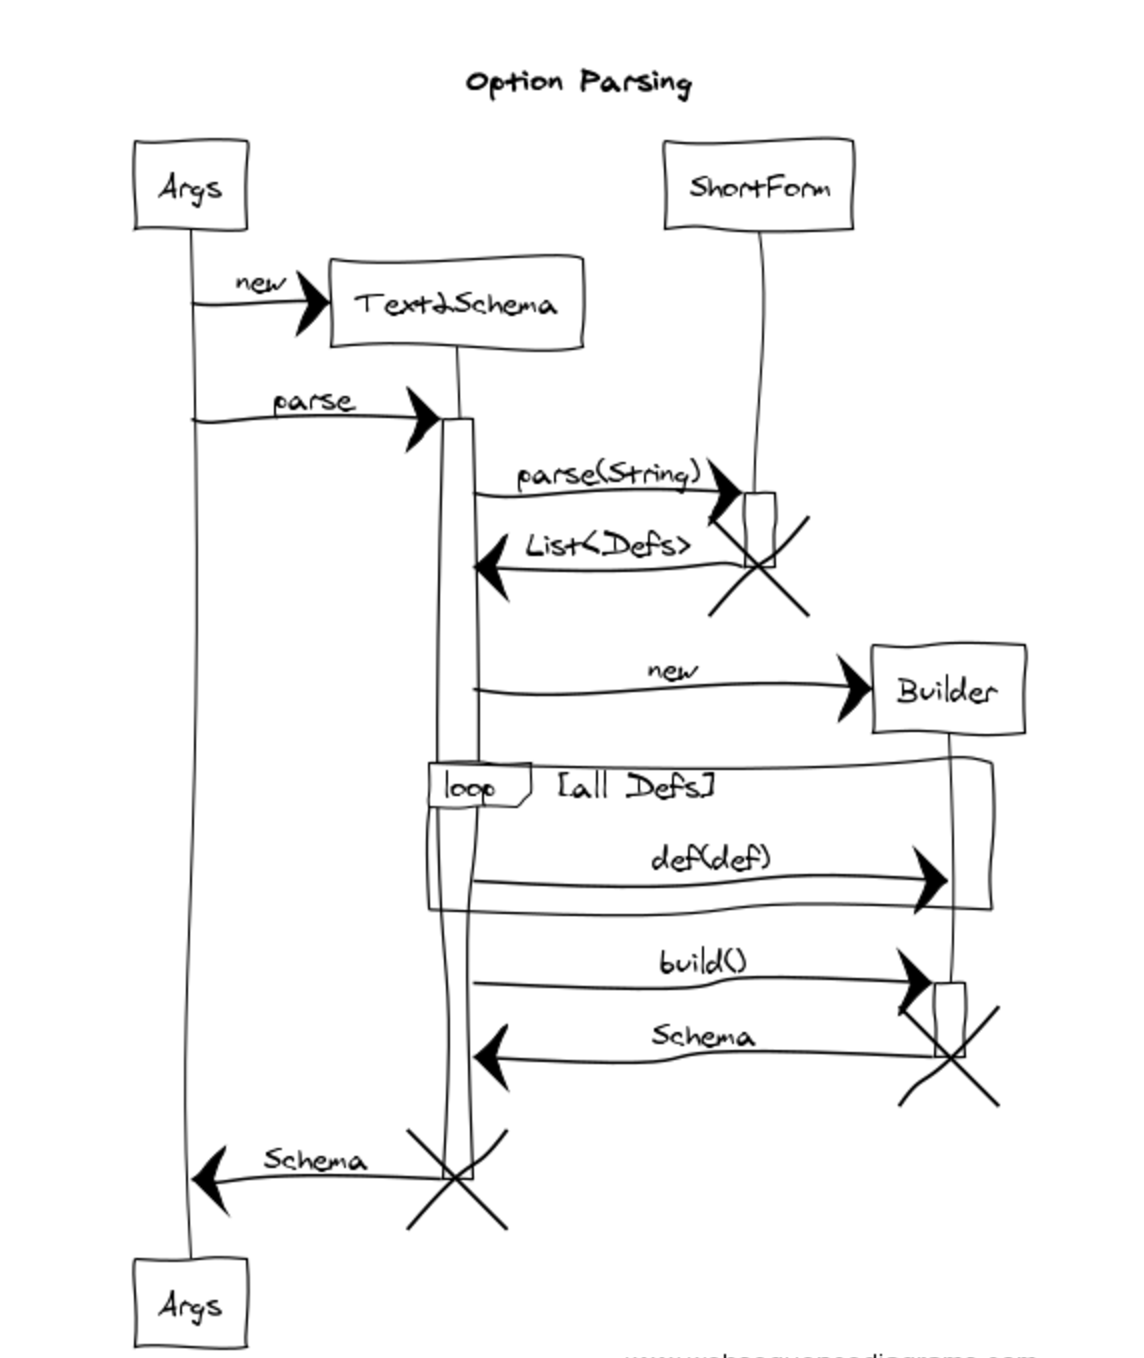 Option Parsing
Args
ShortForm
new
Text2Schema
parse
parse(String)
List<Defs>
new
Builder
loop
[all Defs]
def(def)
build()
Schema
Schema
Args